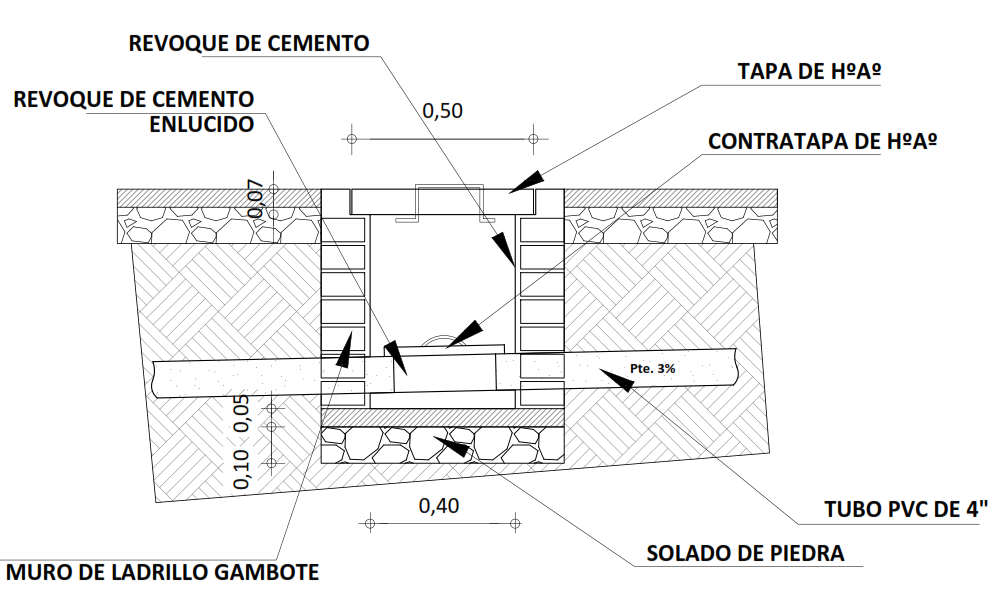 REVOQUE DE CEMENTO
TAPA DE HºAº
REVOQUE DE CEMENTO
ENLUCIDO
0,50
CONTRATAPA DE HºAº
0,07
Pte. 3%
0,05
0,10
0,40
TUBO PVC DE 4"
SOLADO DE PIEDRA
MURO DE LADRILLO GAMBOTE